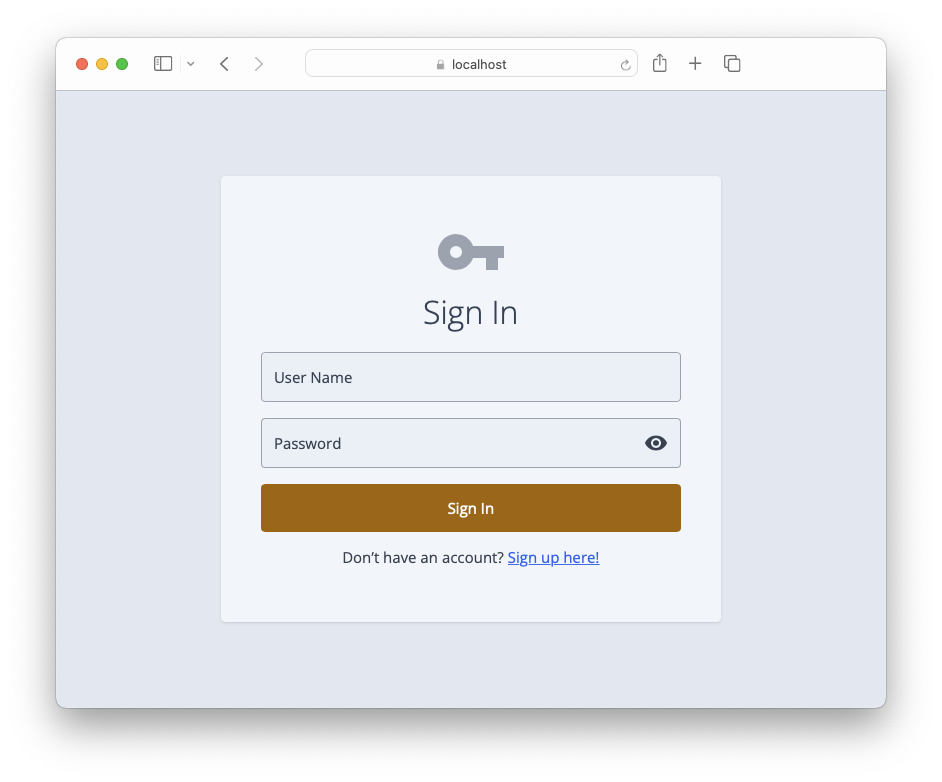 localhost
Sign In
User Name
Password
Sign In
Don’t have an account? Sign up here!